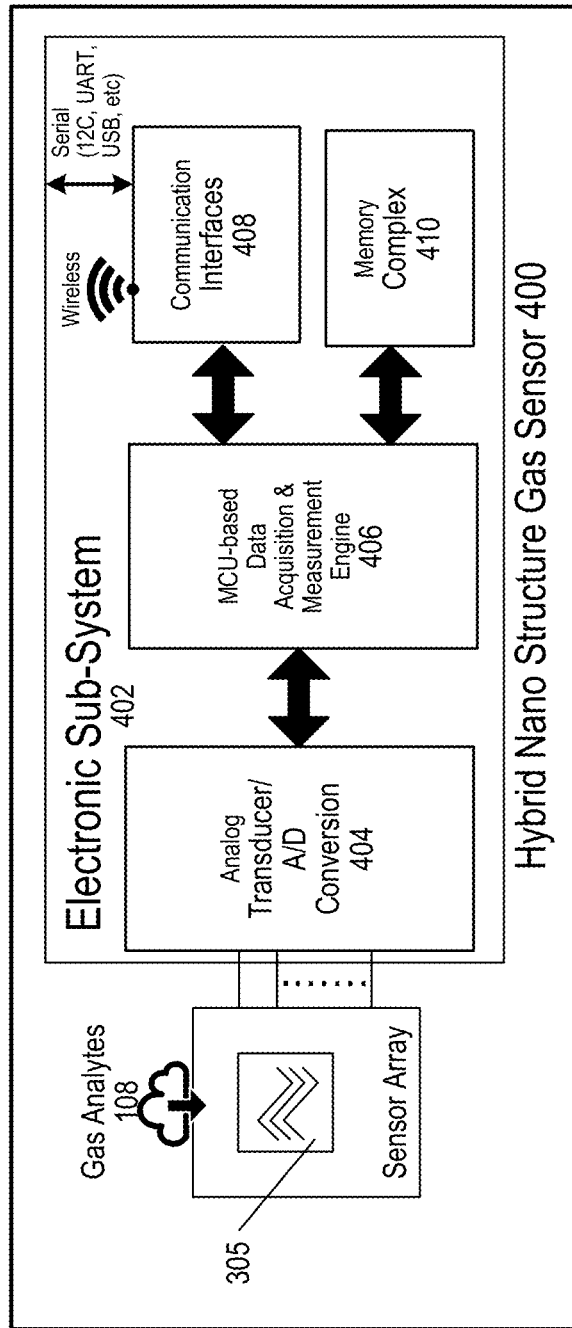 Gas Analytes
108
305
Sensor Array
Electronic Sub-System
402
Analog
Transducer/
A/D
Conversion
404
MCU-based
Data
Acquisition &
Measurement
Engine
406
Wireless
Serial
(12C, UART,
USB, etc)
Communication
Interfaces
408
Memory
Complex
410
Hybrid Nano Structure Gas Sensor 400